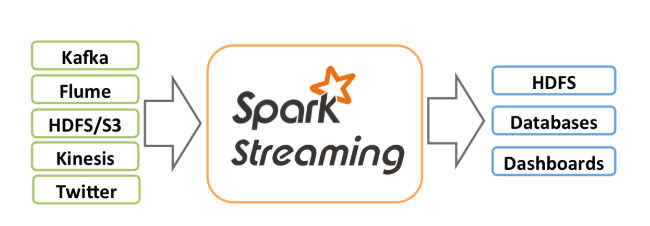 Kafka
Flume
HDFS/S3
Kinesis
Twitter
Spark
Streaming
HDFS
Databases
Dashboards